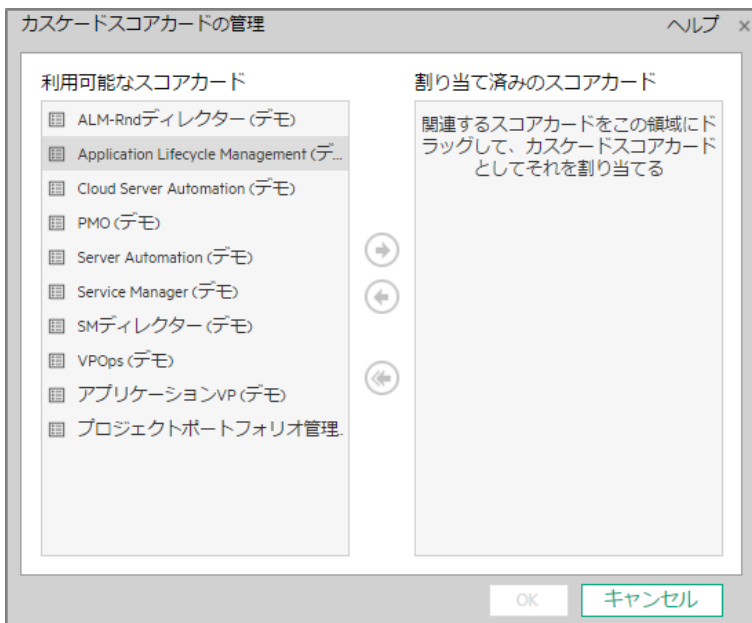 カスケードスコアカードの管理
ヘルプ ×
利用可能なスコアカード
ALM-Rndディレクター (デモ)
Application Lifecycle Management (デ...
Cloud Server Automation (デモ)
PMO (デモ)
Server Automation (デモ)
Service Manager (デモ)
SMディレクター (デモ)
VPOps (デモ)
アプリケーションVP (デモ)
プロジェクトポートフォリオ管理.
割り当て済みのスコアカード
関連するスコアカードをこの領域にド
ラッグして、カスケードスコアカード
としてそれを割り当てる
OK
キャンセル